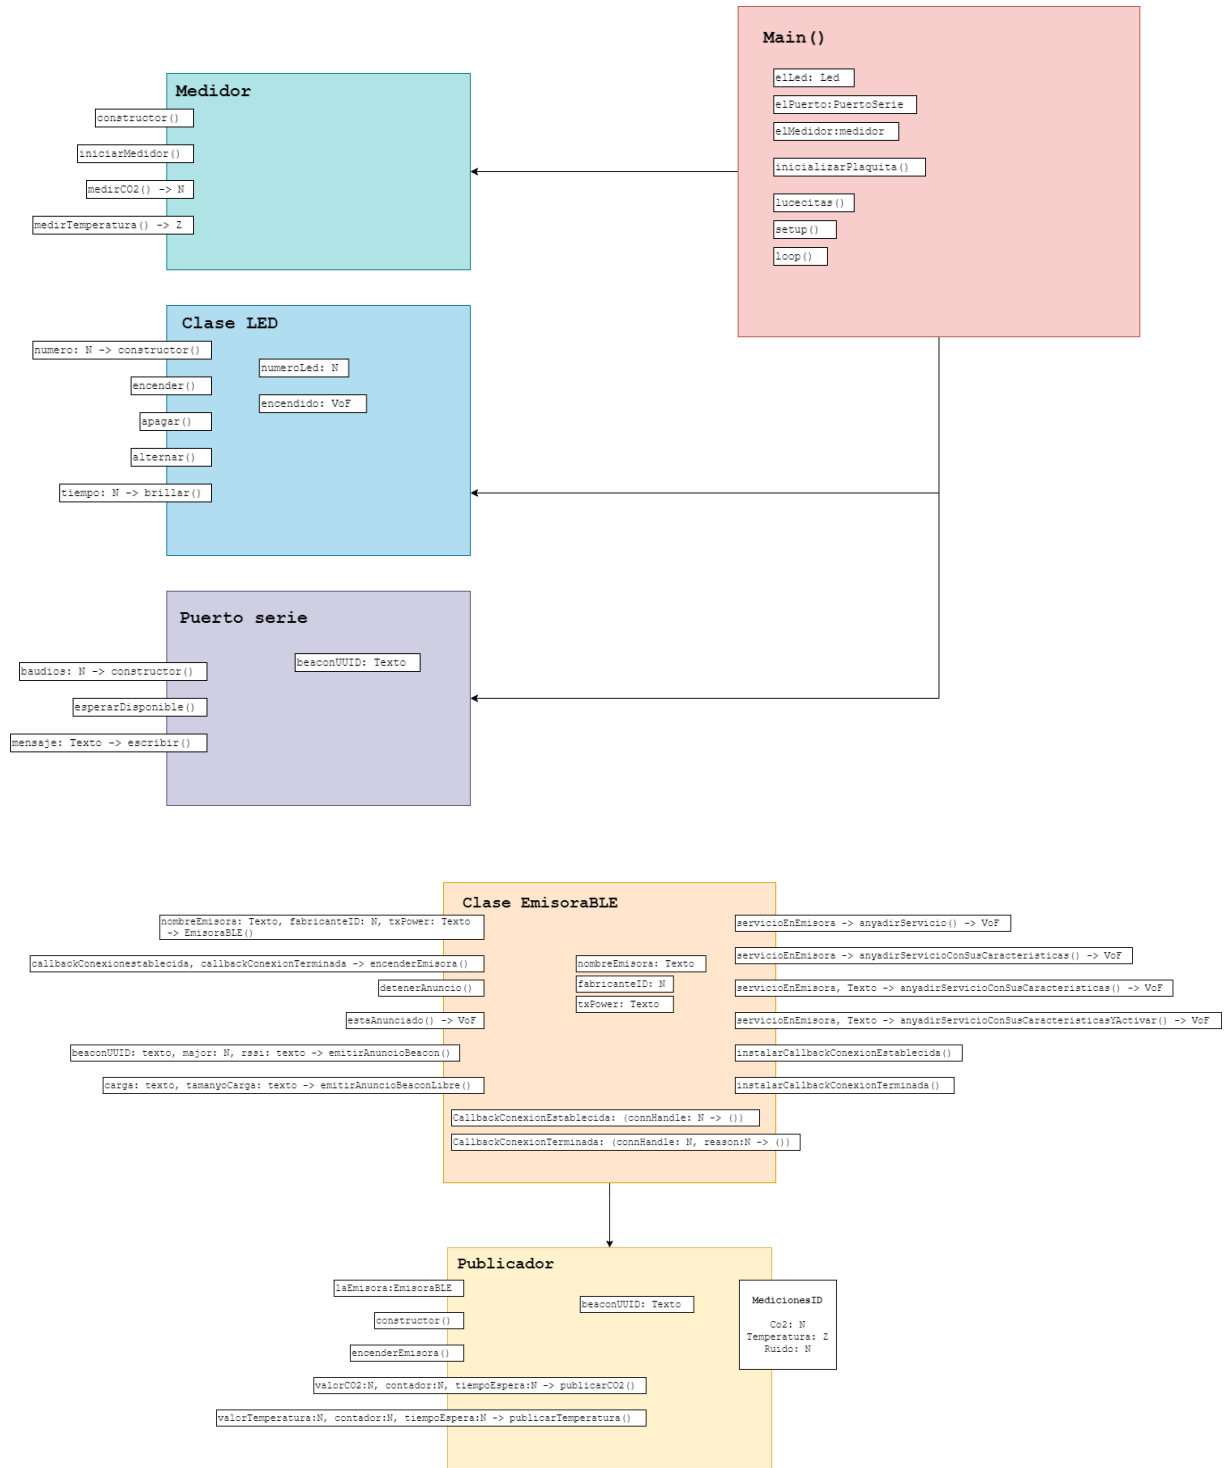 Main()
elLed: Led
elPuerto:PuertoSerie
elMedidor:medidor
inicializarPlaquita()
lucecitas()
setup()
loop()
Medidor
constructor()
iniciarMedidor()
medirCO2() -> N
medirTemperatura() -> Z
Clase LED
numero: N -> constructor()
encender()
apagar()
alternar()
tiempo: N -> brillar()
numeroLed: N
encendido: VoF
Puerto serie
baudios: N -> constructor()
esperarDisponible()
mensaje: Texto -> escribir()
beaconUUID: Texto
Clase EmisoraBLE
nombreEmisora: Texto, fabricanteID: N, txPower: Texto
-> EmisoraBLE()
callbackConexionestablecida, callbackConexionTerminada -> encenderEmisora()
detenerAnuncio()
estaAnunciado() -> VoF
beaconUUID: texto, major: N, rssi: texto -> emitirAnuncioBeacon()
carga: texto, tamanyoCarga: texto -> emitirAnuncioBeaconLibre()
nombreEmisora: Texto
fabricanteID: N
txPower: Texto
servicioEnEmisora -> anyadirServicio() -> VoF
servicioEnEmisora -> anyadirServicioConSusCaracteristicas() -> VoF
servicioEnEmisora, Texto -> anyadirServicioConSusCaracteristicas() -> VoF
servicioEnEmisora, Texto -> anyadirServicioConSusCaracteristicasYActivar() -> VoF
instalarCallbackConexionEstablecida()
instalarCallbackConexionTerminada()
CallbackConexionEstablecida: (connHandle: N -> ())
CallbackConexionTerminada: (connHandle: N, reason:N -> ())
Publicador
laEmisora:EmisoraBLE
constructor()
encenderEmisora()
valorCO2:N, contador:N, tiempoEspera:N -> publicarCO2()
valorTemperatura:N, contador:N, tiempoEspera:N -> publicarTemperatura()
beaconUUID: Texto
MedicionesID
Co2: N
Temperatura: Z
Ruido: N